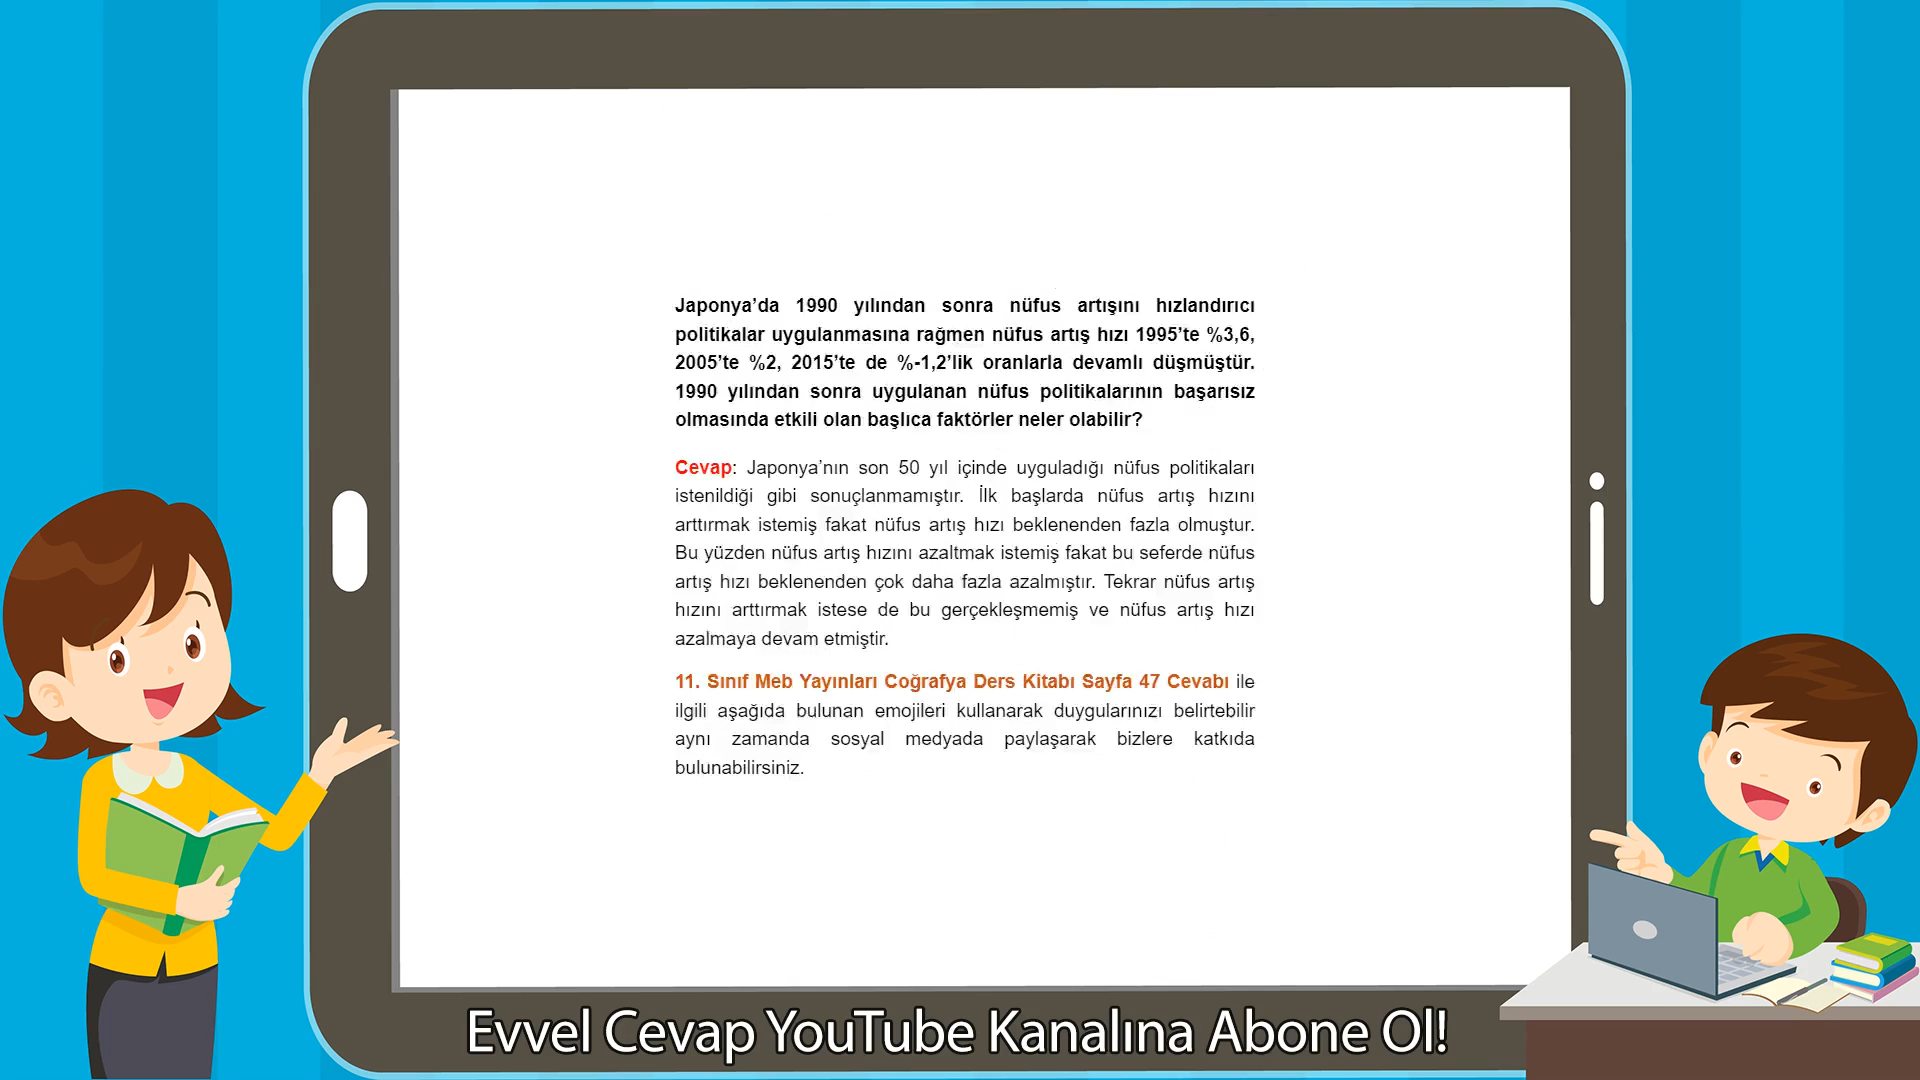 Japonya’da 1990 yılından sonra nüfus artışını hızlandırıcı
politikalar uygulanmasına rağmen nüfus artış hızı 1995’te %3,6,
2005’te %2, 2015’te de %-1,2’lik oranlarla devamlı düşmüştür.
1990 yılından sonra uygulanan nüfus politikalarının başarısız
olmasında etkili olan başlıca faktörler neler olabilir?
Cevap: Japonya’nın son 50 yıl içinde uyguladığı nüfus politikaları
istenildiği gibi sonuçlanmamıştır. İlk başlarda nüfus artış hızını
arttırmak istemiş fakat nüfus artış hızı beklenenden fazla olmuştur.
Bu yüzden nüfus artış hızını azaltmak istemiş fakat bu seferde nüfus
artış hızı beklenenden çok daha fazla azalmıştır. Tekrar nüfus artış
hızını arttırmak istese de bu gerçekleşmemiş ve nüfus artış hızı
azalmaya devam etmiştir.
11. Sınıf Meb Yayınları Coğrafya Ders Kitabı Sayfa 47 Cevabı ile
ilgili aşağıda bulunan emojileri kullanarak duygularınızı belirtebilir
aynı zamanda sosyal medyada paylaşarak bizlere katkıda
bulunabilirsiniz.
Evvel Cevap YouTube Kanalına Abone Ol!